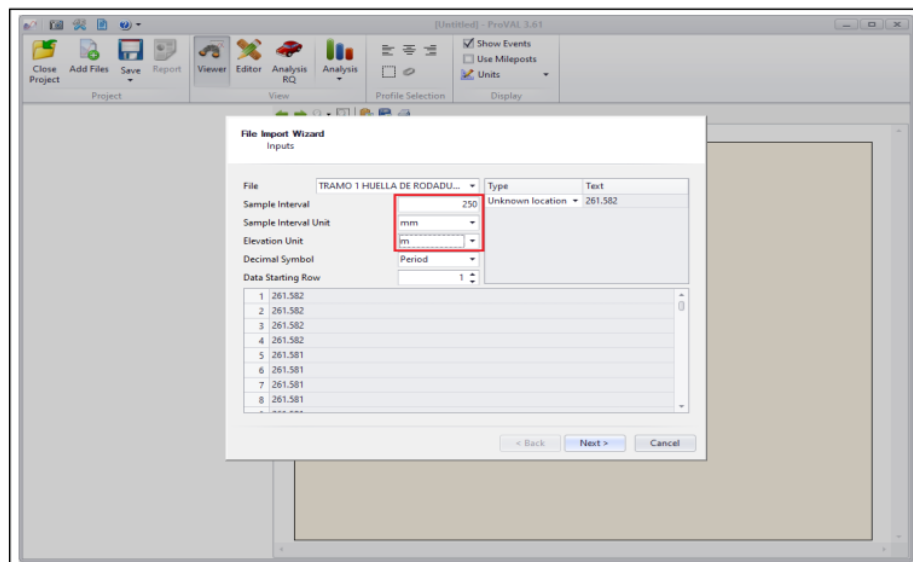 [Untitled] - ProVAL 3.61
Close Project
Add Files
Save
Report
Viewer
Editor
Analysis RQ
Analysis
Show Events
Use Mileposts
Units
Project
View
Profile Selection
Display
File Import Wizard
Inputs
File TRAMO 1 HUELLA DE RODADU...
Type Text
Sample Interval 250
Unknown location 261.582
Sample Interval Unit mm
Elevation Unit m
Decimal Symbol Period
Data Starting Row 1
1 261.582
2 261.582
3 261.582
4 261.582
5 261.581
6 261.581
7 261.581
8 261.581
< Back
Next >
Cancel